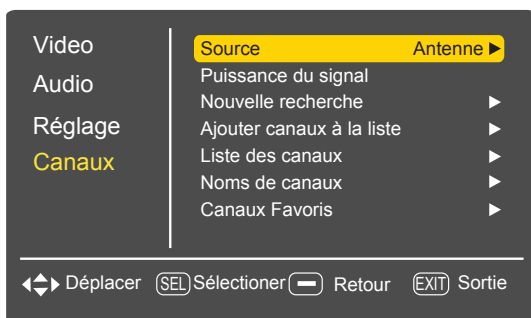 Video
Audio
Réglage
Canaux
Source Antenne
Puissance du signal
Nouvelle recherche
Ajouter canaux à la liste
Liste des canaux
Noms de canaux
Canaux Favoris
Déplacer SEL Sélectioner Retour EXIT Sortie